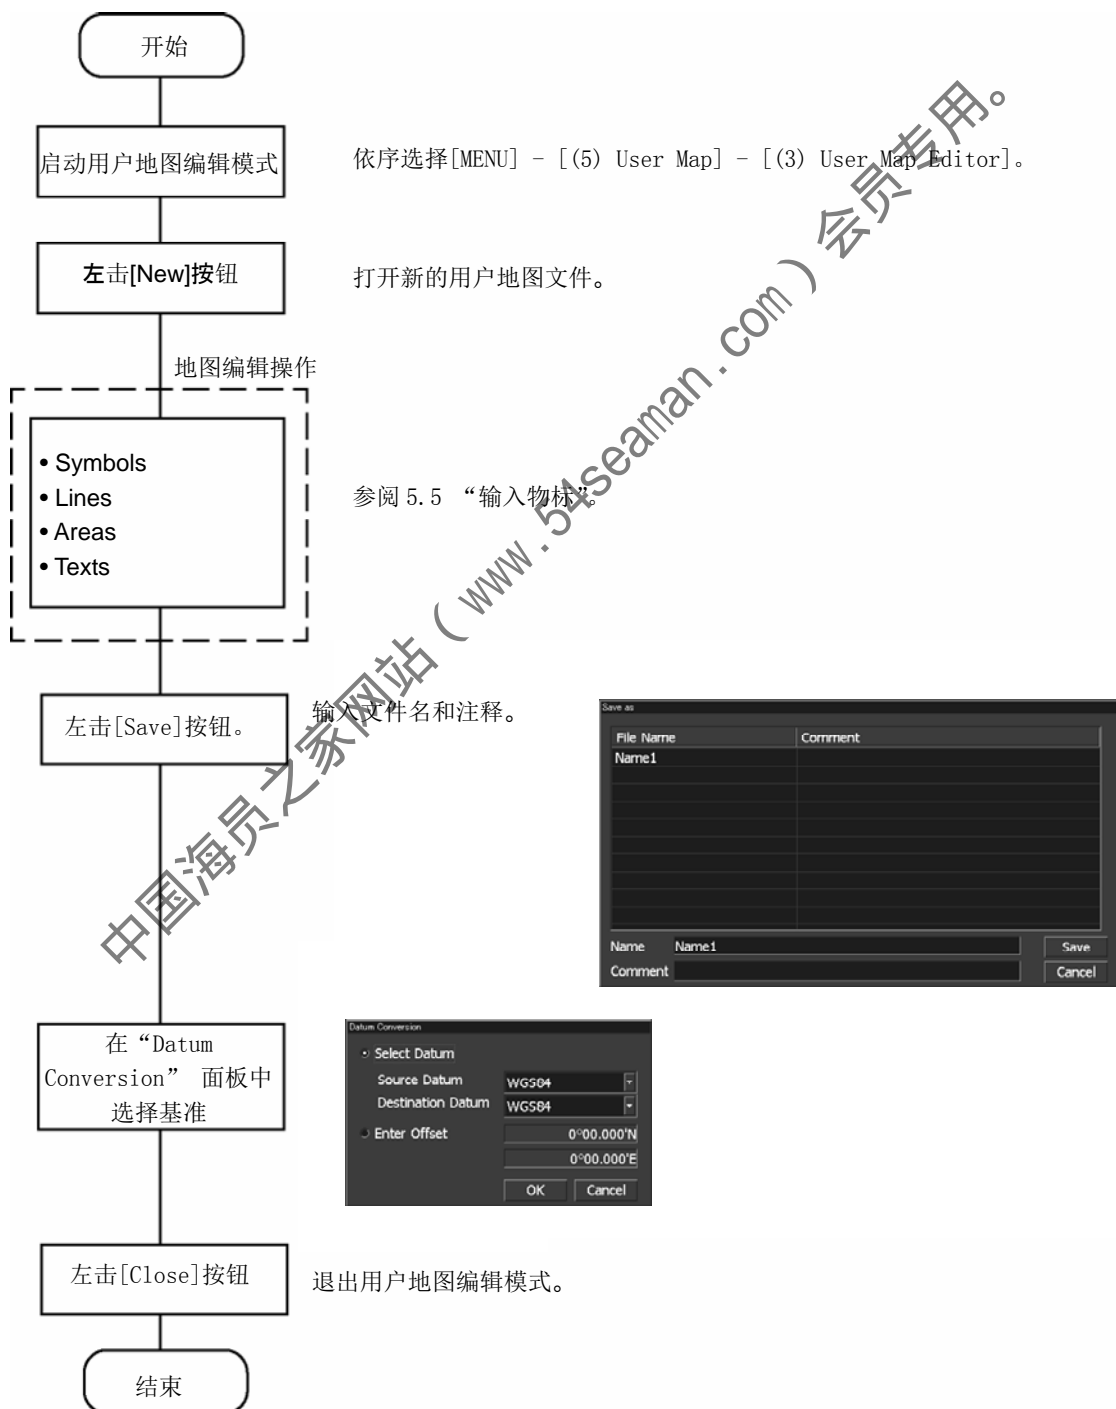 开始
启动用户地图编辑模式
依序选择[MENU] - [(5) User Map] - [(3) User Map Editor]。
左击[New]按钮
打开新的用户地图文件。
地图编辑操作
• Symbols
• Lines
• Areas
• Texts
参阅 5.5 “输入物标”。
左击[Save]按钮。
输入文件名和注释。
Save as
File Name Comment
Name1
Name Name1 Save
Comment Cancel
在“Datum
Conversion” 面板中
选择基准
Datum Conversion
Select Datum
Source Datum WGS84
Destination Datum WGS84
Enter Offset 0°00.000'N
0°00.000'E
OK Cancel
左击[Close]按钮
退出用户地图编辑模式。
结束
中国海员之家网站（www.54seaman.com）会员专用。